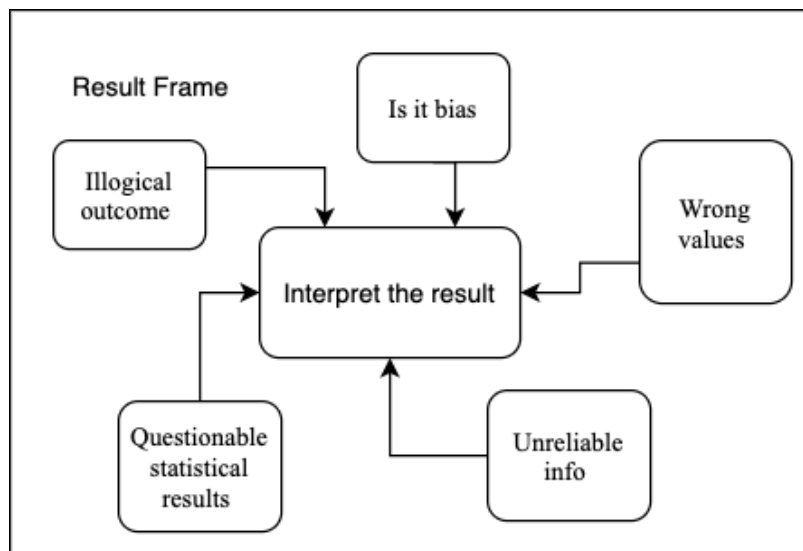 Result Frame
Is it bias
Illogical
outcome
Wrong
values
Interpret the result
Questionable
statistical
results
Unreliable
info